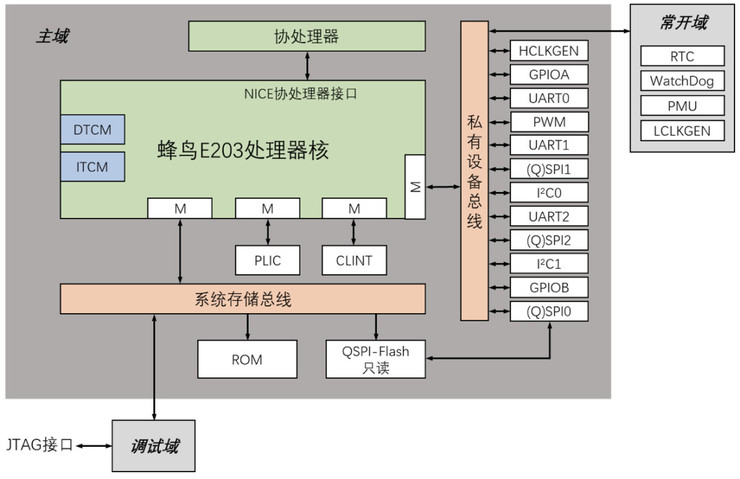 主域
协处理器
NICE协处理器接口
DTCM
ITCM
蜂鸟E203处理器核
M
M
M
M
PLIC
CLINT
系统存储总线
ROM
QSPI-Flash
只读
私有设备总线
HCLKGEN
GPIOA
UART0
PWM
UART1
(Q)SPI1
I²C0
UART2
(Q)SPI2
I²C1
GPIOB
(Q)SPI0
常开域
RTC
WatchDog
PMU
LCLKGEN
JTAG接口
调试域